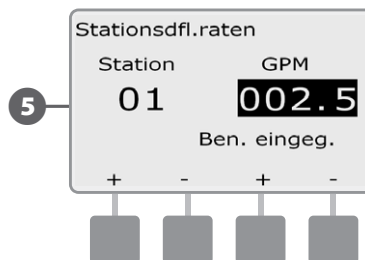 Stationsdfl.raten
Station GPM
5 01 002.5
Ben. eingeg.
+ - + -